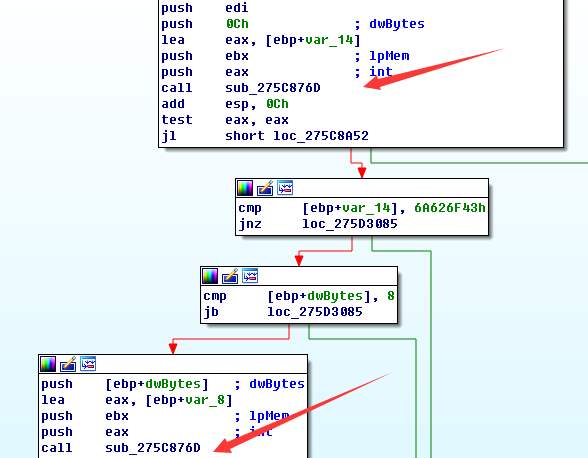 push edi
push 0Ch ; dwBytes
lea eax, [ebp+var_14]
push ebx ; lpMem
push eax ; int
call sub_275C876D
add esp, 0Ch
test eax, eax
jl short loc_275C8A52
cmp [ebp+var_14], 6A626F43h
jnz loc_275D3085
cmp [ebp+dwBytes], 8
jb loc_275D3085
push [ebp+dwBytes] ; dwBytes
lea eax, [ebp+var_8]
push ebx ; lpMem
push eax ; int
call sub_275C876D